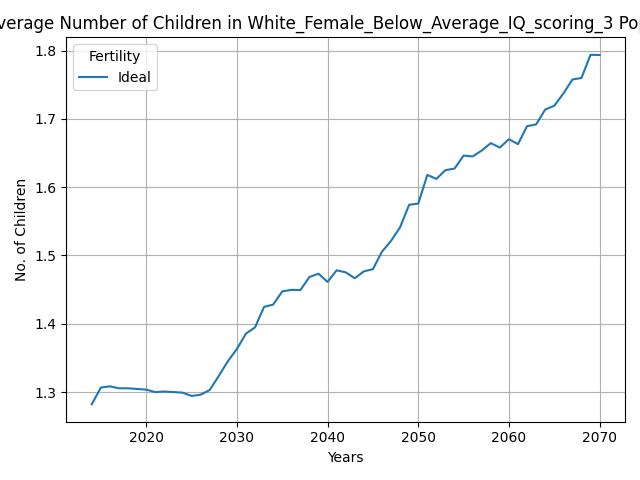 verage Number of Children in White_Female_Below_Average_IQ_scoring_3 Pop
Fertility
Ideal
1.8
1.7
1.6
1.5
1.4
1.3
No. of Children
2020 2030 2040 2050 2060 2070
Years